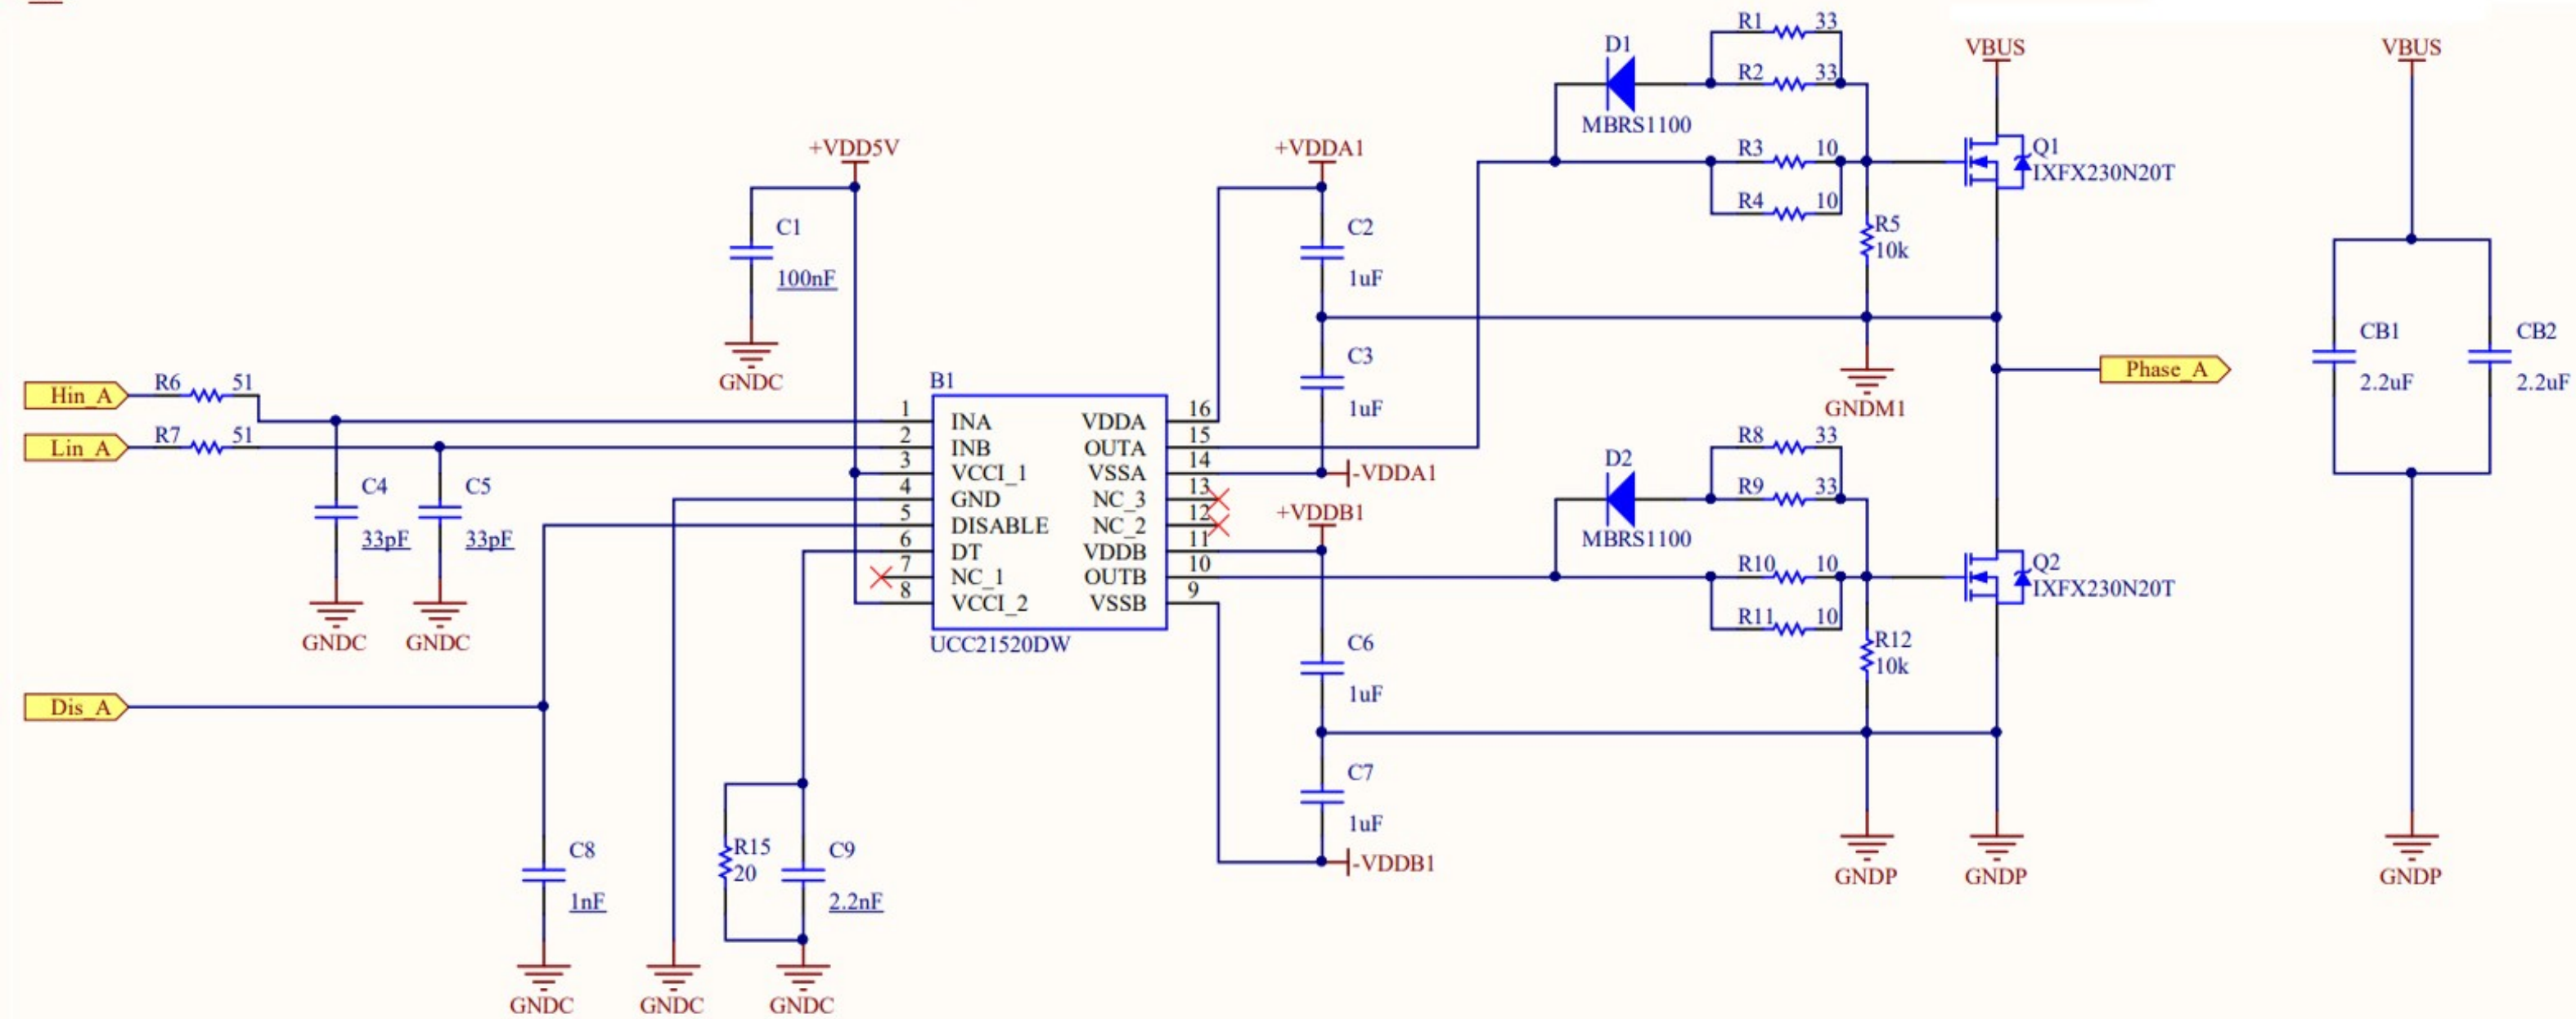 R1 33
D1
R2 33
MBRS1100
VBUS
VBUS
+VDD5V
+VDDA1
R3 10
Q1
IXFX230N20T
R4 10
C1
100nF
C2
1uF
R5
10k
GNDC
C3
1uF
CB1
2.2uF
CB2
2.2uF
Phase_A
GNDM1
Hin_A R6 51
Lin_A R7 51
B1
1 INA VDDA 16
2 INB OUTA 15
3 VCCI_1 VSSA 14
4 GND NC_3 13
5 DISABLE NC_2 12
6 DT VDDB 11
7 NC_1 OUTB 10
8 VCCI_2 VSSB 9
UCC21520DW
-VDDA1
+VDDB1
C4
33pF
C5
33pF
GNDC
GNDC
R8 33
D2
R9 33
MBRS1100
R10 10
Q2
IXFX230N20T
R11 10
R12
10k
C6
1uF
Dis_A
C7
1uF
-VDDB1
C8
1nF
R15
20
C9
2.2nF
GNDP
GNDP
GNDP
GNDC
GNDC
GNDC